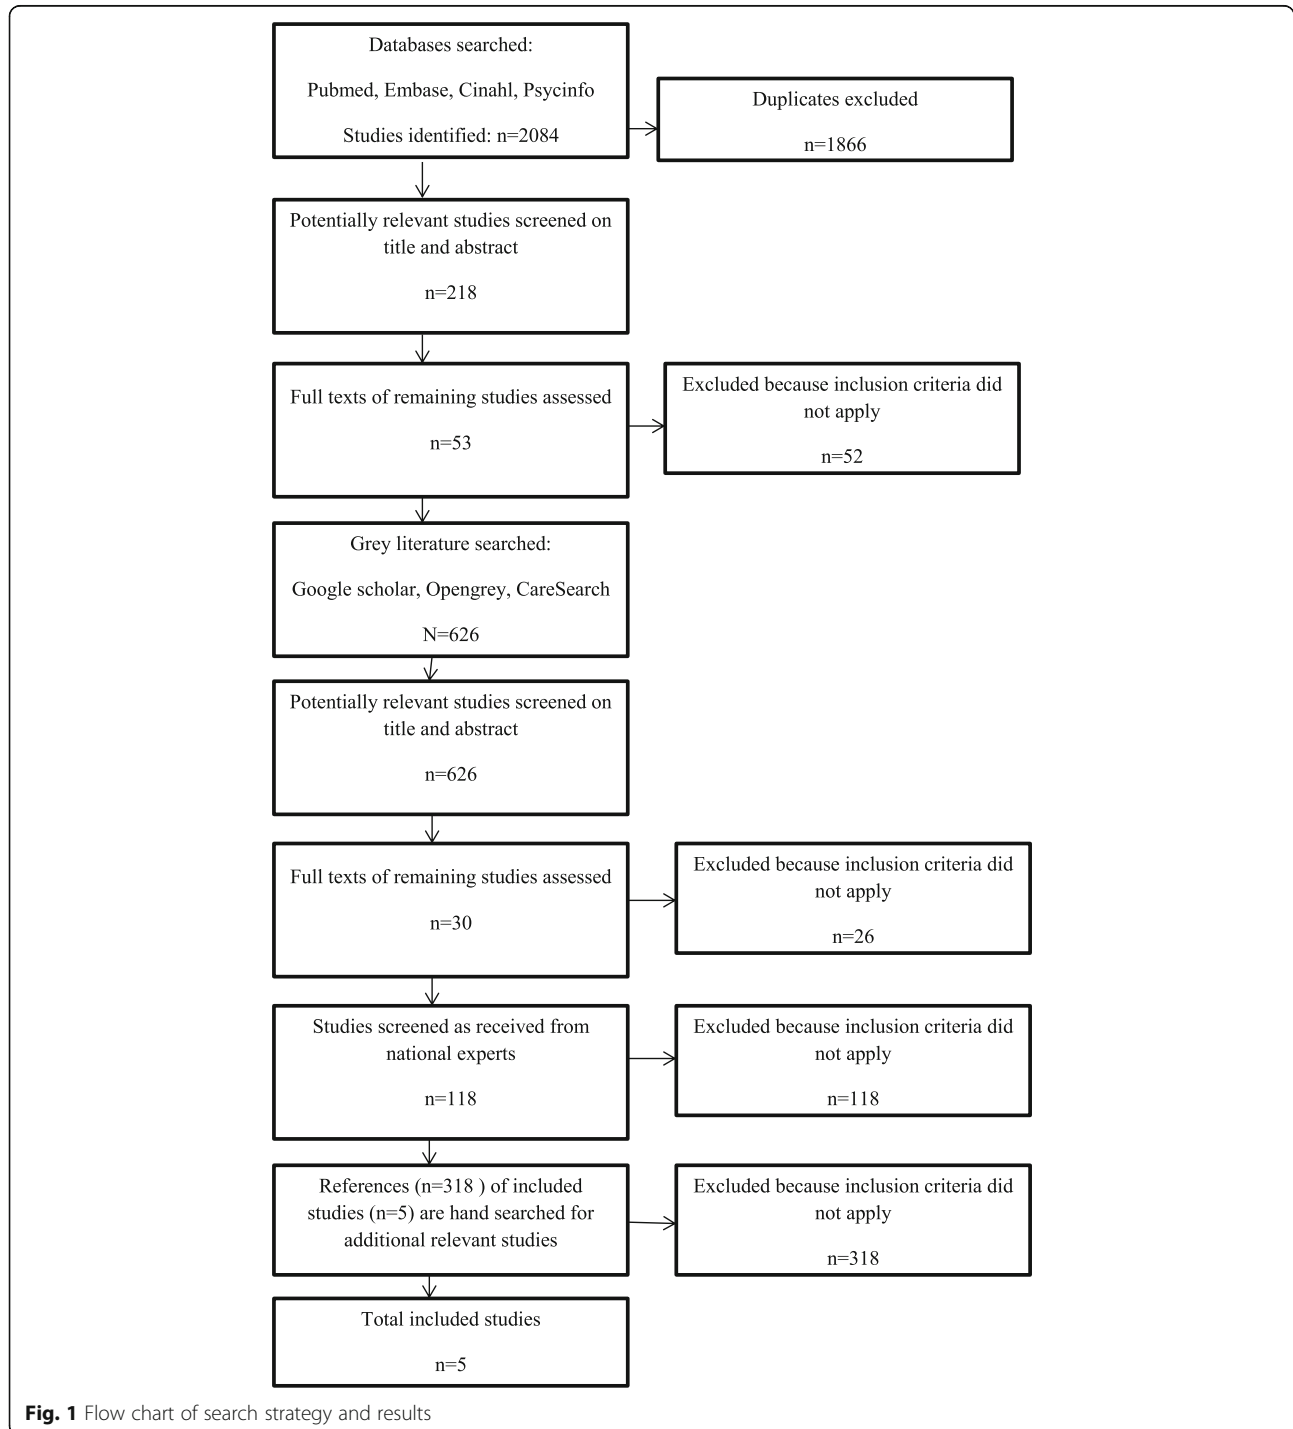 Databases searched:
Pubmed, Embase, Cinahl, Psycinfo
Studies identified: n=2084
Duplicates excluded
n=1866
Potentially relevant studies screened on
title and abstract
n=218
Full texts of remaining studies assessed
n=53
Excluded because inclusion criteria did
not apply
n=52
Grey literature searched:
Google scholar, Opengrey, CareSearch
N=626
Potentially relevant studies screened on
title and abstract
n=626
Full texts of remaining studies assessed
n=30
Excluded because inclusion criteria did
not apply
n=26
Studies screened as received from
national experts
n=118
Excluded because inclusion criteria did
not apply
n=118
References (n=318 ) of included
studies (n=5) are hand searched for
additional relevant studies
Excluded because inclusion criteria did
not apply
n=318
Total included studies
n=5
Fig. 1 Flow chart of search strategy and results